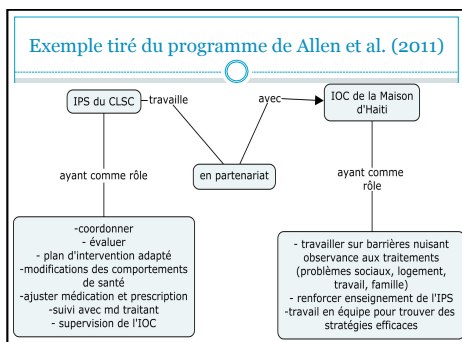 Exemple tiré du programme de Allen et al. (2011)
IPS du CLSC
travaille
avec
IOC de la Maison
d'Haiti
en partenariat
ayant comme rôle
ayant comme
rôle
-coordonner
- évaluer
- plan d'intervention adapté
-modifications des comportements
de santé
-ajuster médication et prescription
-suivi avec md traitant
- supervision de l'IOC
- travailler sur barrières nuisant
observance aux traitements
(problèmes sociaux, logement,
travail, famille)
- renforcer enseignement de l'IPS
-travail en équipe pour trouver des
stratégies efficaces